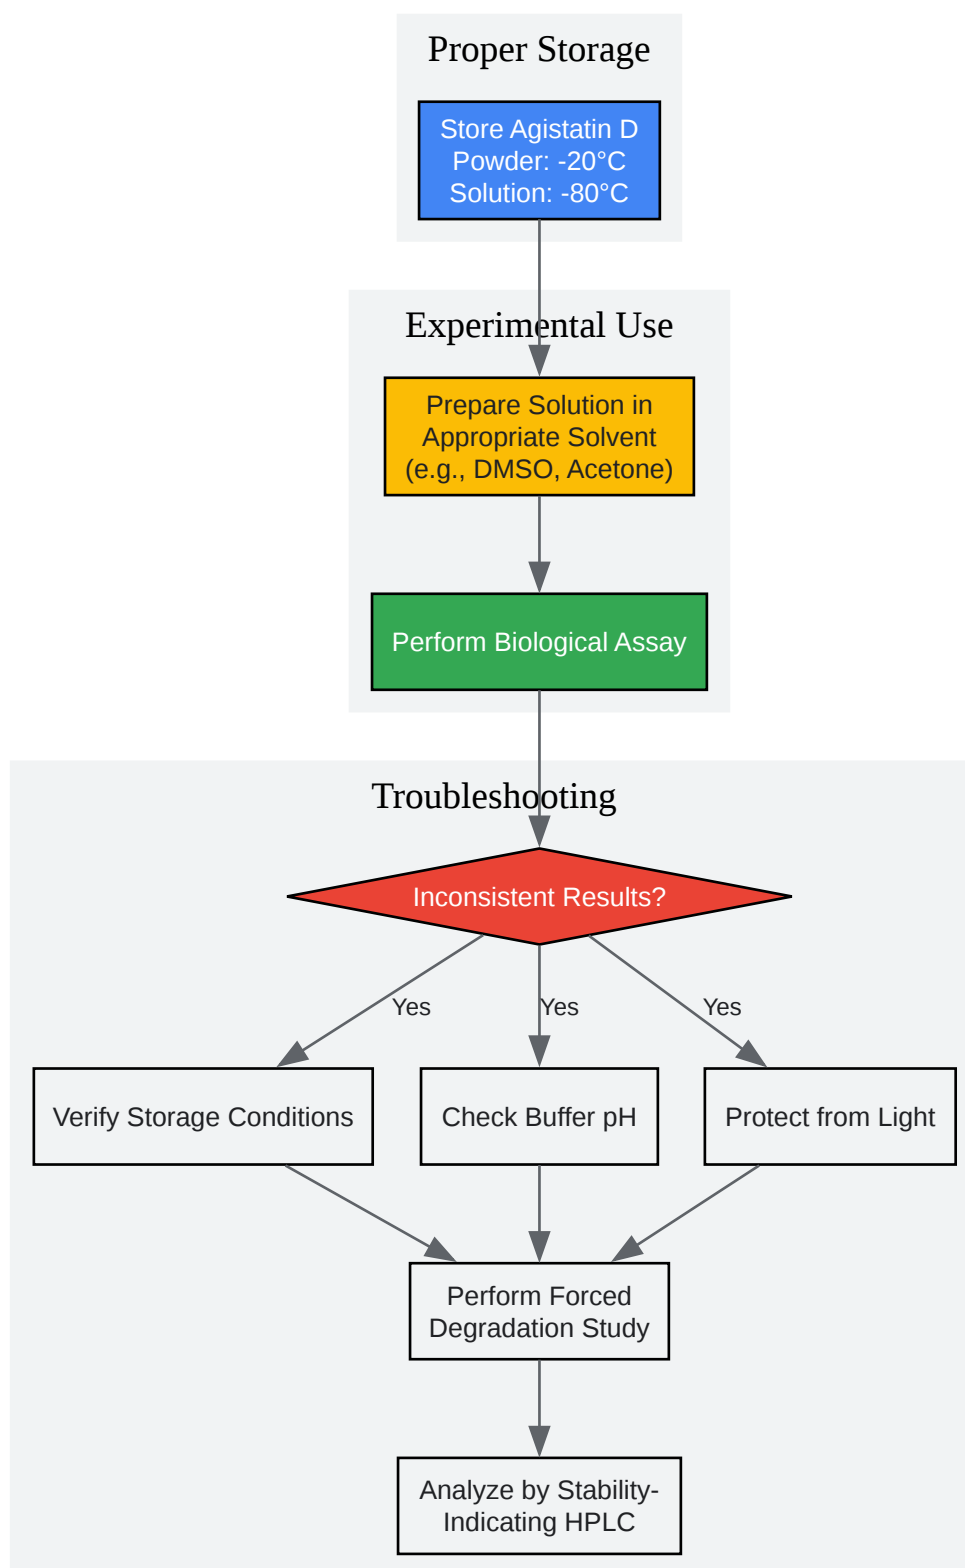 Proper Storage
Store Agistatin D
Powder: -20°C
Solution: -80°C
Experimental Use
Prepare Solution in
Appropriate Solvent
(e.g., DMSO, Acetone)
Perform Biological Assay
Troubleshooting
Inconsistent Results?
Yes
Yes
Yes
Verify Storage Conditions
Check Buffer pH
Protect from Light
Perform Forced
Degradation Study
Analyze by Stability-
Indicating HPLC